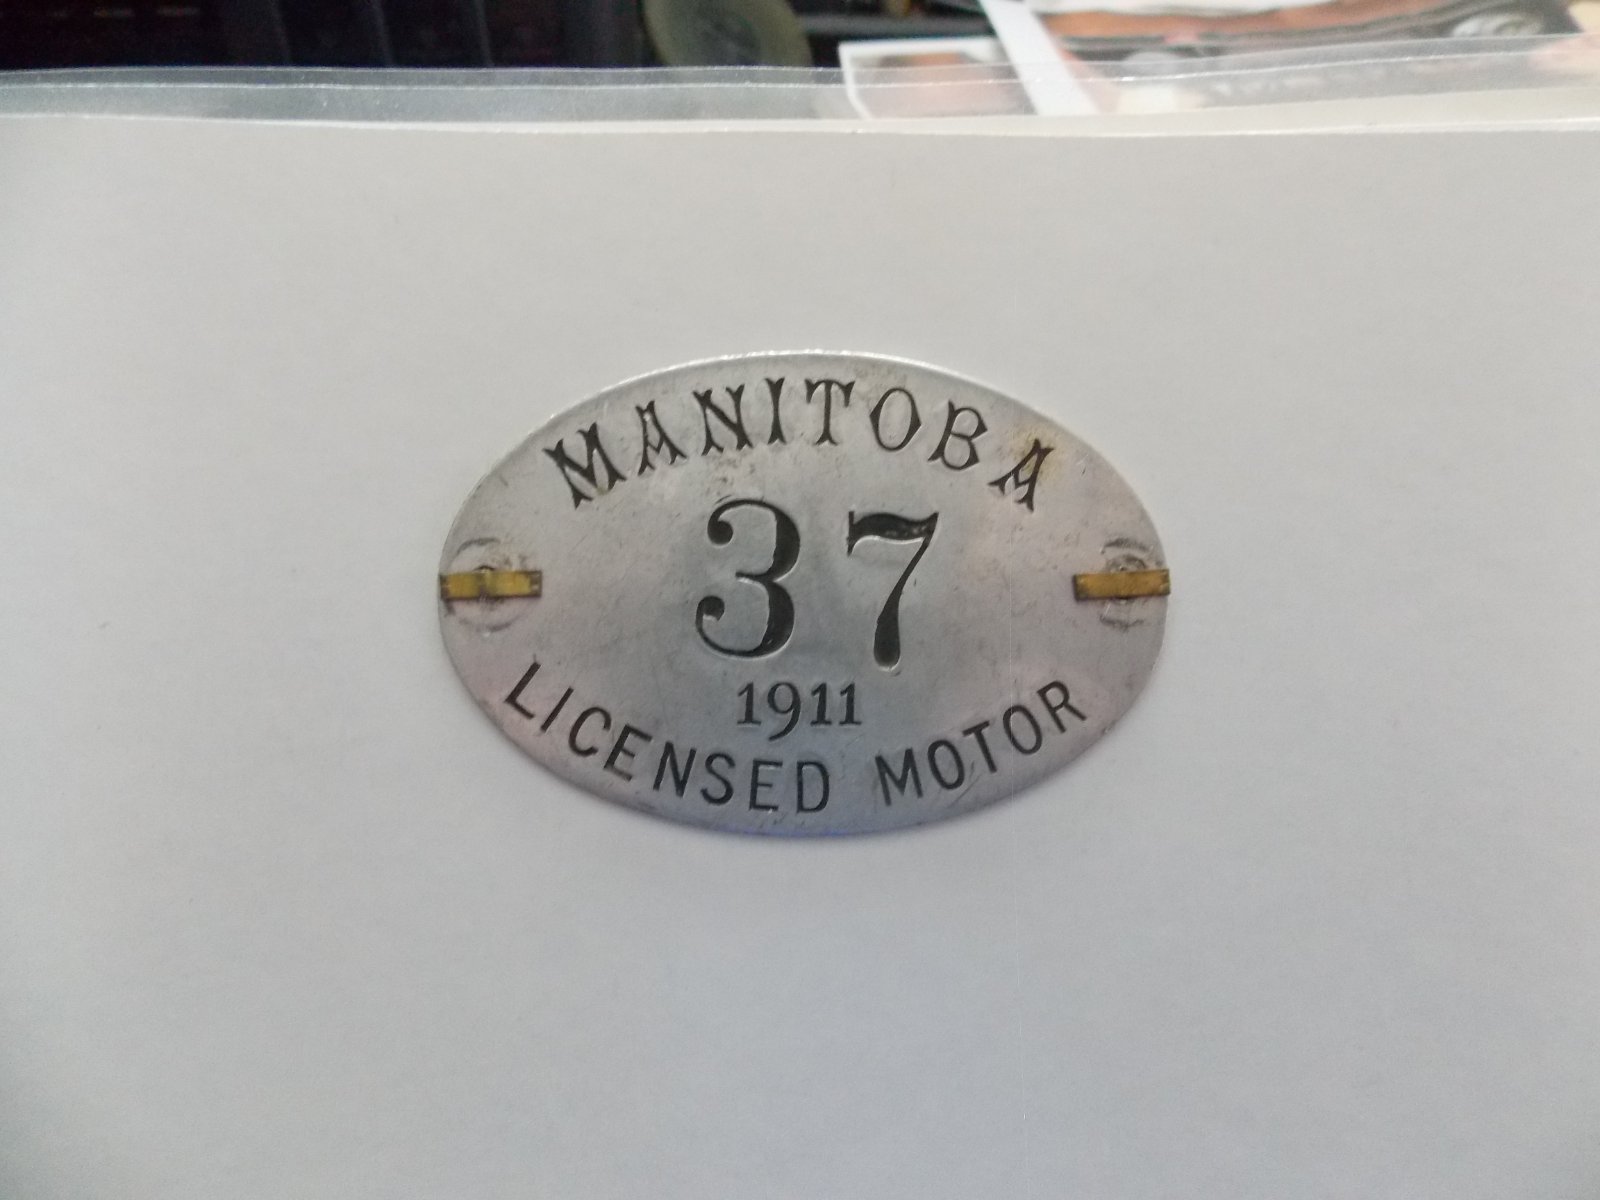 MANITOBA
37
1911
LICENSED MOTOR